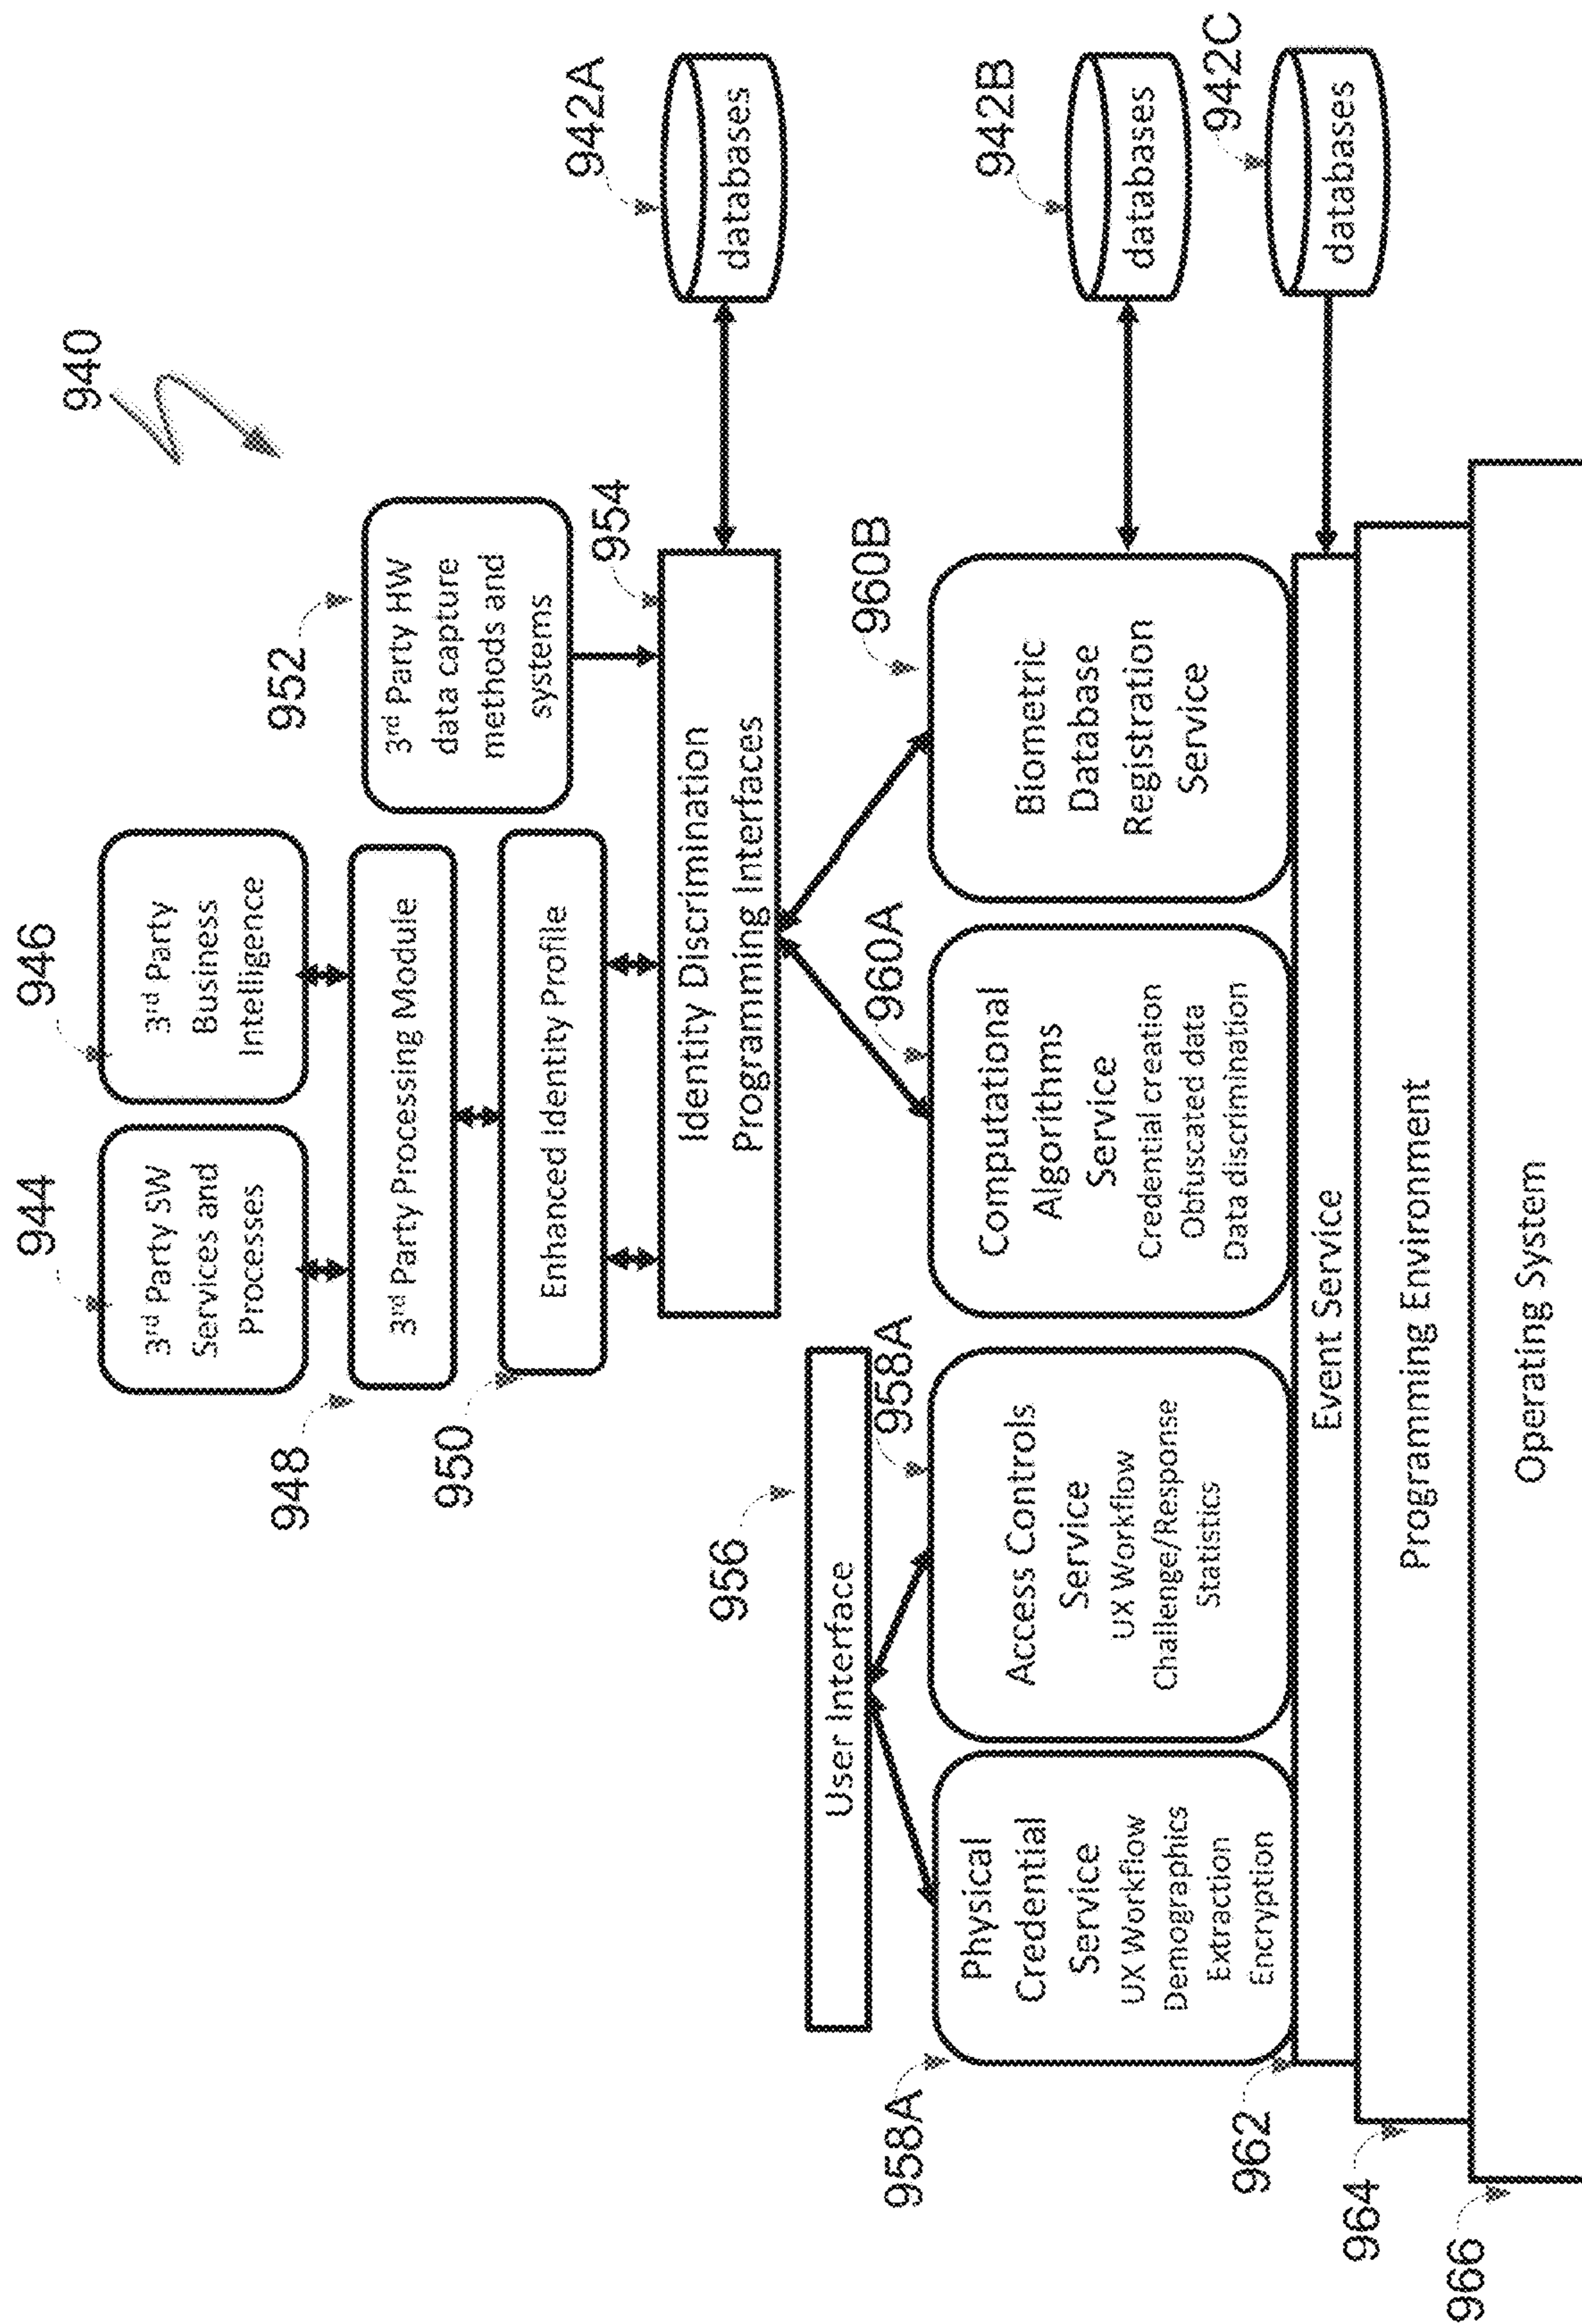 940
944
946
3rd Party SW
Services and
Processes
3rd Party
Business
Intelligence
952
3rd Party HW
data capture
methods and
systems
948
3rd Party Processing Module
950
Enhanced Identity Profile
954
Identity Discrimination
Programming Interfaces
942A
databases
956
User Interface
958A
Physical
Credential
Service
UX Workflow
Demographics
Extraction
Encryption
958A
Access Controls
Service
UX Workflow
Challenge/Response
Statistics
960A
Computational
Algorithms
Service
Credential creation
Obfuscated data
Data discrimination
960B
Biometric
Database
Registration
Service
942B
databases
942C
databases
962
Event Service
964
Programming Environment
966
Operating System